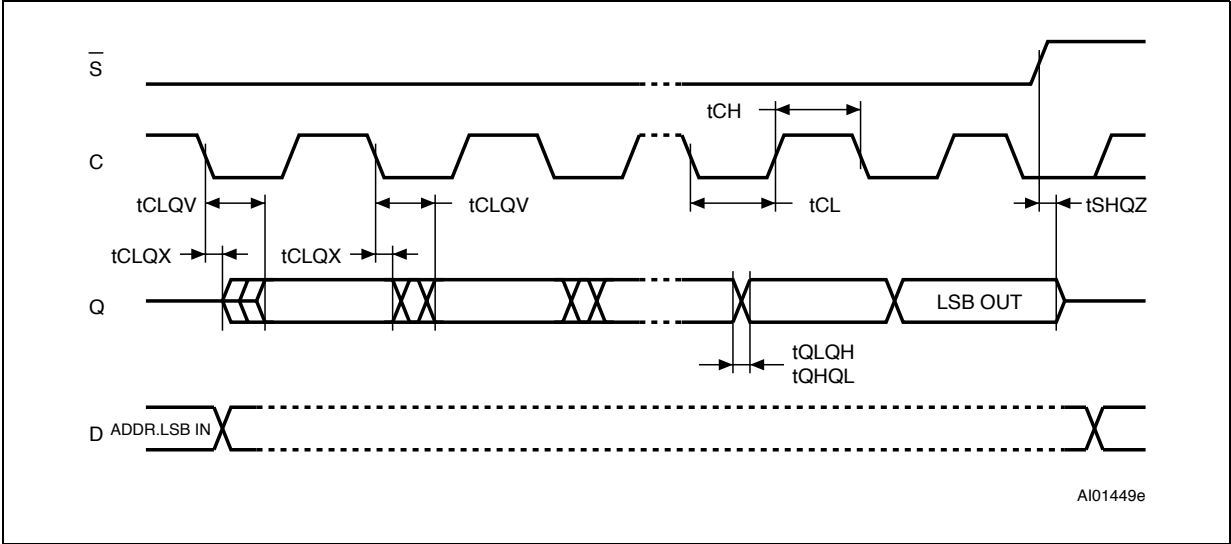 S̅
tCH
C
tCLQV
tCLQV
tCL
tSHQZ
tCLQX
tCLQX
Q
LSB OUT
tQLQH
tQHQL
D
ADDR.LSB IN
AI01449e